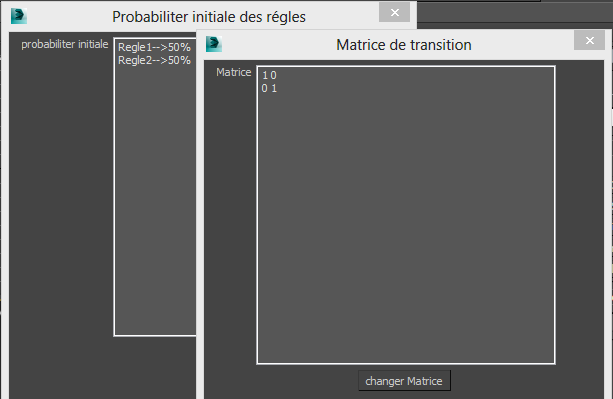 Probabiliter initiale des régles
probabiliter initiale
Regle1-->50%
Regle2-->50%
Matrice de transition
Matrice
1 0
0 1
changer Matrice